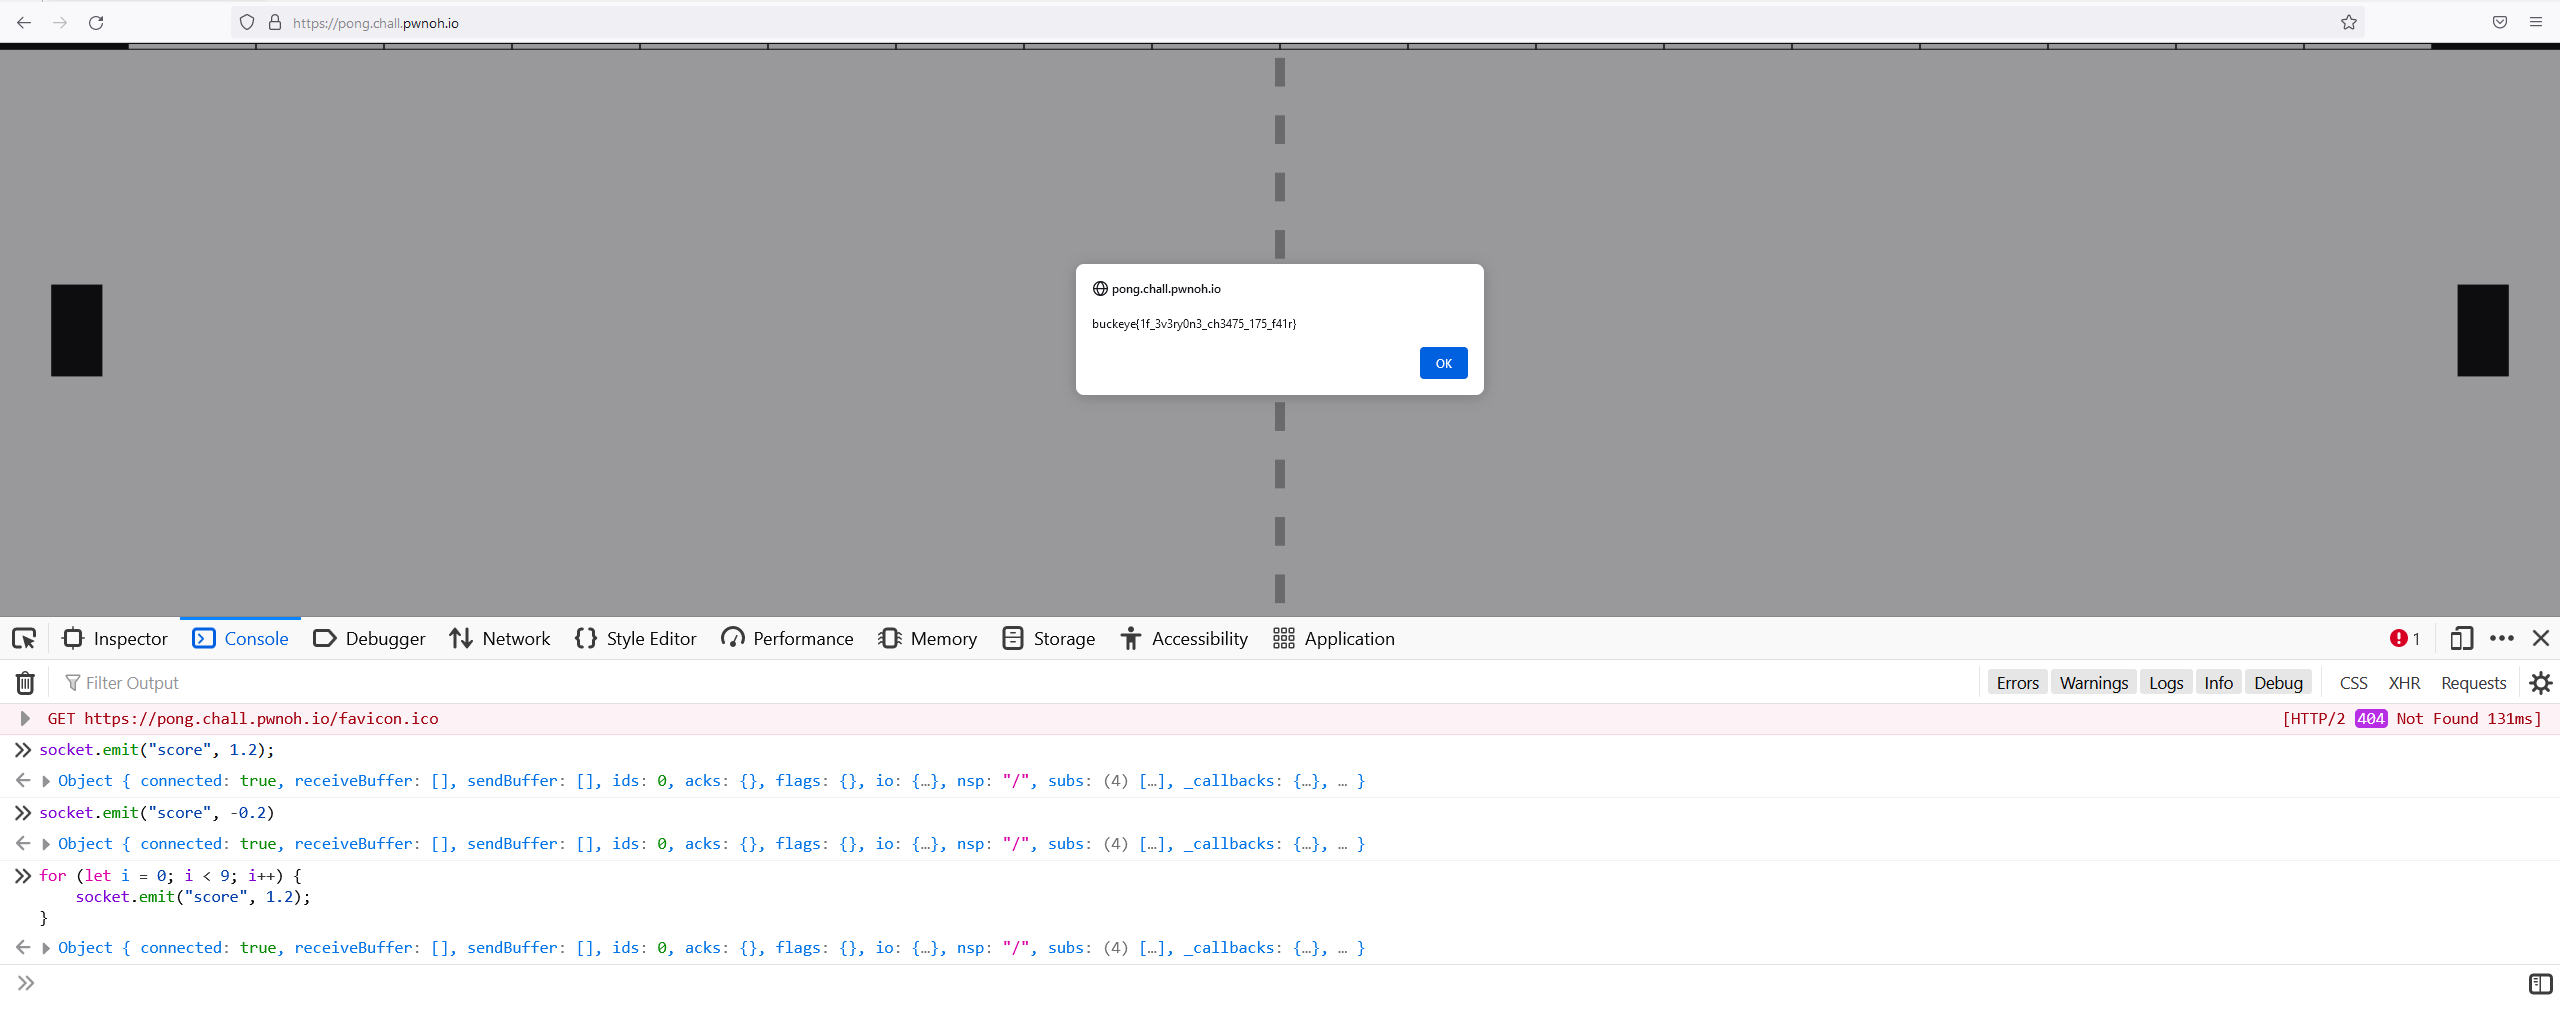 https://pong.chall.pwnoh.io
pong.chall.pwnoh.io
buckeye{1f_3v3ry0n3_ch3475_175_f41r}
OK
Inspector Console Debugger Network Style Editor Performance Memory Storage Accessibility Application 1
Filter Output Errors Warnings Logs Info Debug CSS XHR Requests
GET https://pong.chall.pwnoh.io/favicon.ico [HTTP/2 404 Not Found 131ms]
socket.emit("score", 1.2);
Object { connected: true, receiveBuffer: [], sendBuffer: [], ids: 0, acks: {}, flags: {}, io: {…}, nsp: "/", subs: (4) […], _callbacks: {…}, … }
socket.emit("score", -0.2)
Object { connected: true, receiveBuffer: [], sendBuffer: [], ids: 0, acks: {}, flags: {}, io: {…}, nsp: "/", subs: (4) […], _callbacks: {…}, … }
for (let i = 0; i < 9; i++) {
socket.emit("score", 1.2);
}
Object { connected: true, receiveBuffer: [], sendBuffer: [], ids: 0, acks: {}, flags: {}, io: {…}, nsp: "/", subs: (4) […], _callbacks: {…}, … }